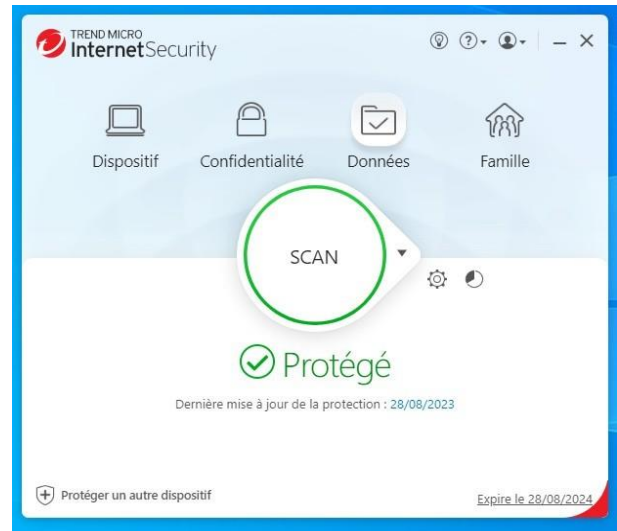 TREND MICRO
InternetSecurity
Dispositif Confidentialité Données Famille
SCAN
Protégé
Dernière mise à jour de la protection : 28/08/2023
Protéger un autre dispositif
Expire le 28/08/2024